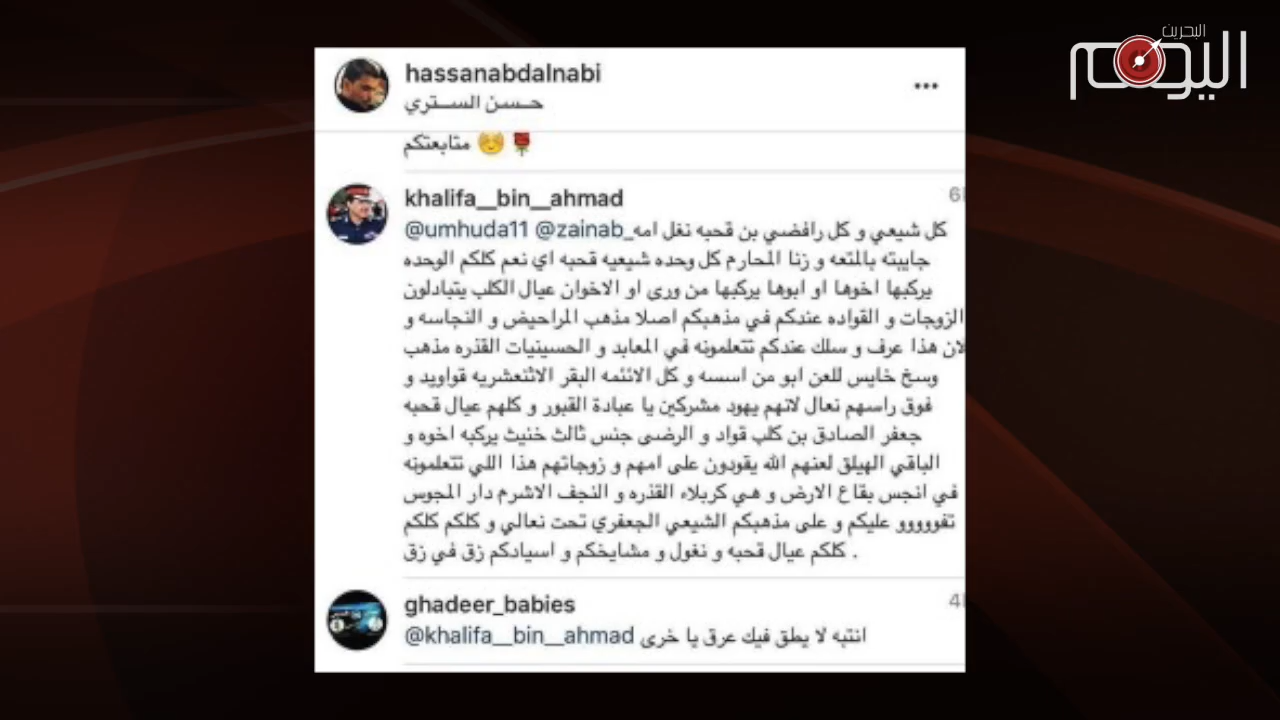 البحرين
اليوم
hassanabdalnabi
حسن الستري
متابعتكم ☺️🌹
khalifa__bin__ahmad
6
@umhuda11 @zainab_كل شيعي و كل رافضي بن قحبه نغل امه
جايبته بالمتعه و زنا المحارم كل وحده شيعيه قحبه اي نعم كلكم الوحده
يركبها اخوها او ابوها يركبها من ورى او الاخوان عيال الكلب يتبادلون
الزوجات و القواده عندكم في مذهبكم اصلا مذهب المراحيض و النجاسه و
لان هذا عرف و سلك عندكم تتعلمونه في المعابد و الحسينيات القذره مذهب
وسخ خايس للعن ابو من اسسه و كل الائئمه البقر الاثنعشريه قواويد و
فوق راسهم نعال لانهم يهود مشركين يا عبادة القبور و كلهم عيال قحبه
جعفر الصادق بن كلب قواد و الرضى جنس ثالث خنيث يركبه اخوه و
الباقي الهيلق لعنهم الله يقودون على امهم و زوجاتهم هذا اللي تتعلمونه
في انجس بقاع الارض و هي كربلاء القذره و النجف الاشرم دار المجوس
تفووووو عليكم و على مذهبكم الشيعي الجعفري تحت نعالي و كلكم كلكم
كلكم عيال قحبه و نغول و مشايخكم و اسيادكم زق في زق .
ghadeer_babies
4
@khalifa__bin__ahmad انتبه لا يطق فيك عرق يا خرى